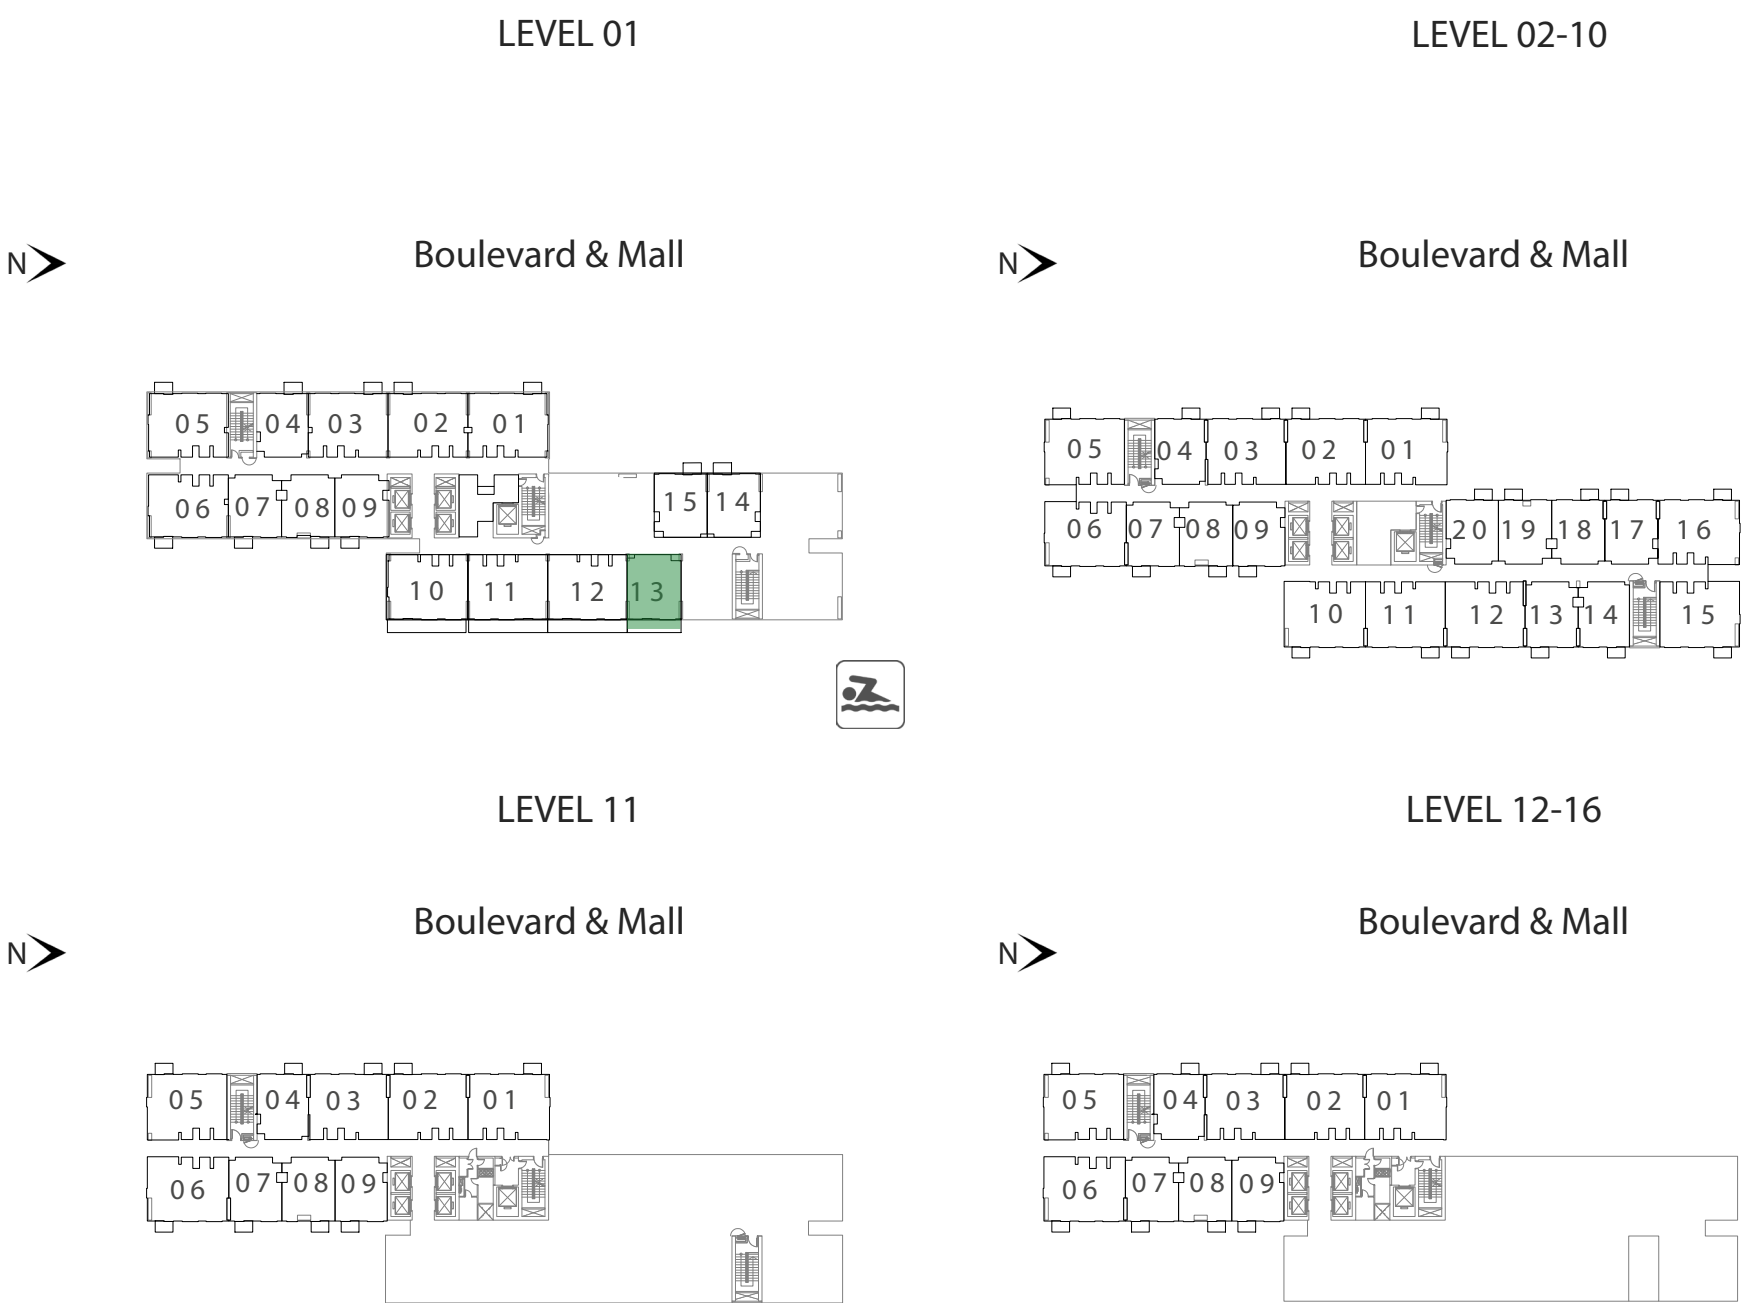 LEVEL 01
LEVEL 02-10
N
Boulevard & Mall
N
Boulevard & Mall
05 04 03 02 01
06 07 08 09
15 14
10 11 12 13
05 04 03 02 01
06 07 08 09
20 19 18 17 16
10 11 12 13 14 15
LEVEL 11
LEVEL 12-16
N
Boulevard & Mall
N
Boulevard & Mall
05 04 03 02 01
06 07 08 09
05 04 03 02 01
06 07 08 09